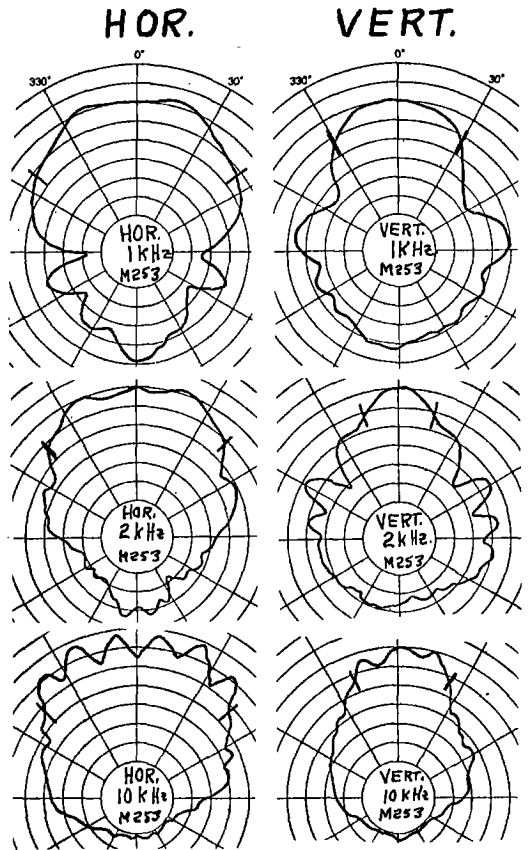 HOR. VERT.
0° 0°
330° 30° 330° 30°
HOR.
1KHz
M253
VERT.
1KHz
M253
HOR.
2KHz
M253
VERT.
2KHz.
M253
HOR.
10KHz
M253
VERT.
10KHz
M253